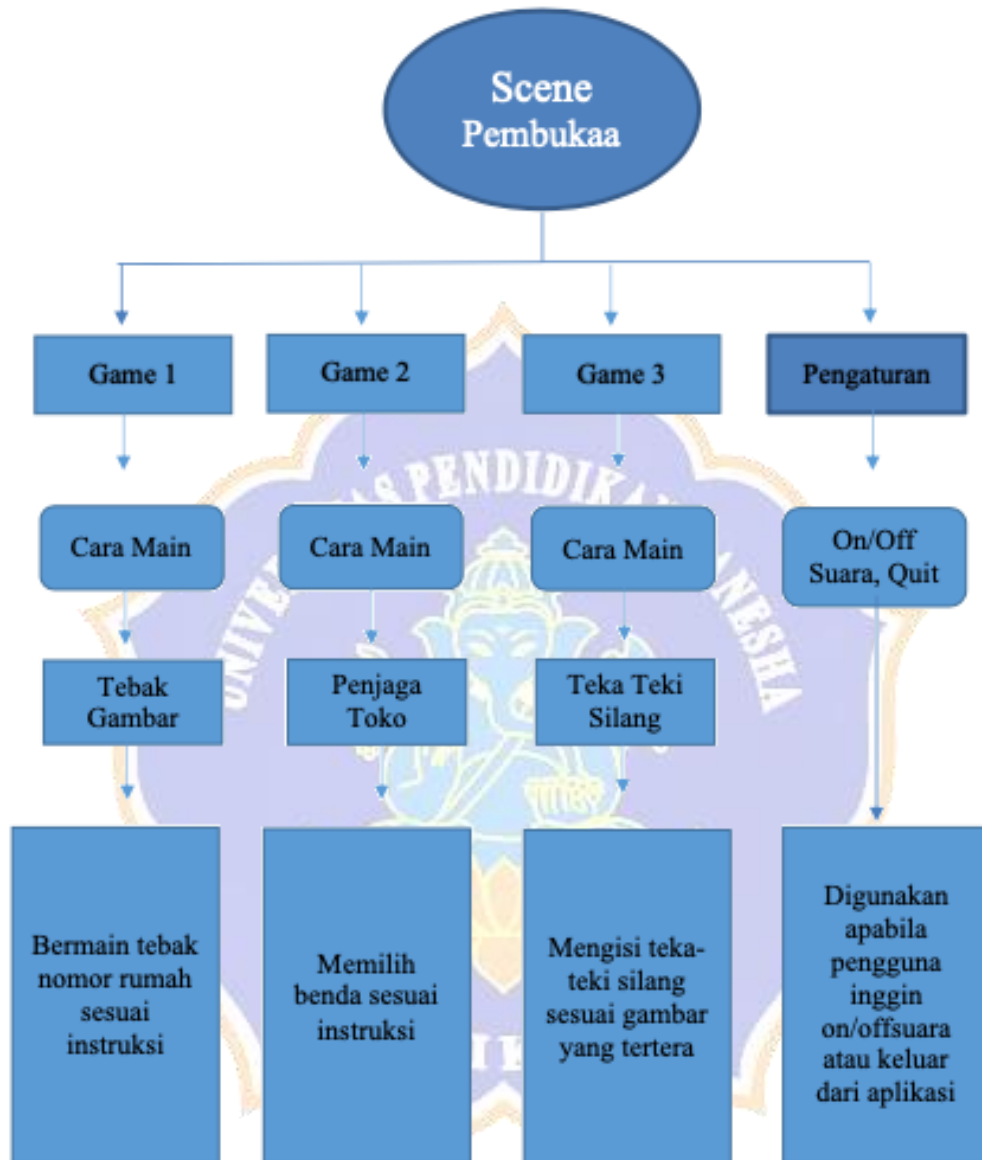 Scene
Pembukaa
Game 1
Game 2
Game 3
Pengaturan
Cara Main
Cara Main
Cara Main
On/Off
Suara, Quit
Tebak
Gambar
Penjaga
Toko
Teka Teki
Silang
Bermain tebak
nomor rumah
sesuai
instruksi
Memilih
benda sesuai
instruksi
Mengisi teka-
teki silang
sesuai gambar
yang tertera
Digunakan
apabila
pengguna
inggin
on/offsuara
atau keluar
dari aplikasi
PENDIDIKA